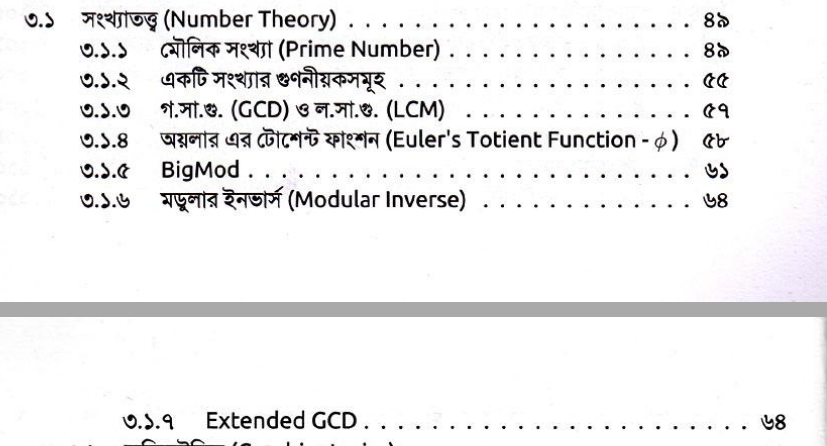 ৩.১ সংখ্যাতত্ত্ব (Number Theory) . . . . . . . . . . . . . . . . . . . . ৪৯
৩.১.১ মৌলিক সংখ্যা (Prime Number) . . . . . . . . . . . . . . ৪৯
৩.১.২ একটি সংখ্যার গুণনীয়কসমূহ . . . . . . . . . . . . . . . . . ৫৫
৩.১.৩ গ.সা.গু. (GCD) ও ল.সা.গু. (LCM) . . . . . . . . . . . . . ৫৭
৩.১.৪ অয়লার এর টোশেন্ট ফাংশন (Euler's Totient Function - ϕ) ৫৮
৩.১.৫ BigMod . . . . . . . . . . . . . . . . . . . . . . . . . ৬১
৩.১.৬ মডুলার ইনভার্স (Modular Inverse) . . . . . . . . . . . . ৬৪
৩.১.৭ Extended GCD . . . . . . . . . . . . . . . . . . . . . . ৬৪